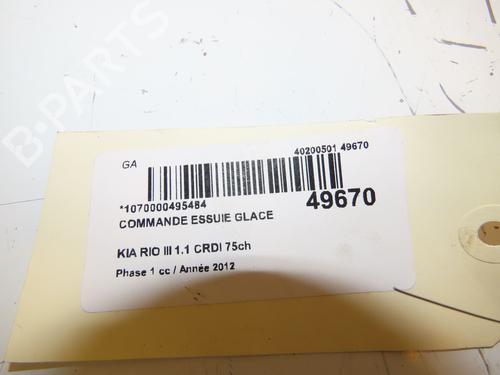 B-PARTS
GA
40200501 49670
*1070000495484
COMMANDE ESSUIE GLACE
49670
KIA RIO III 1.1 CRDI 75ch
Phase 1 cc / Année 2012